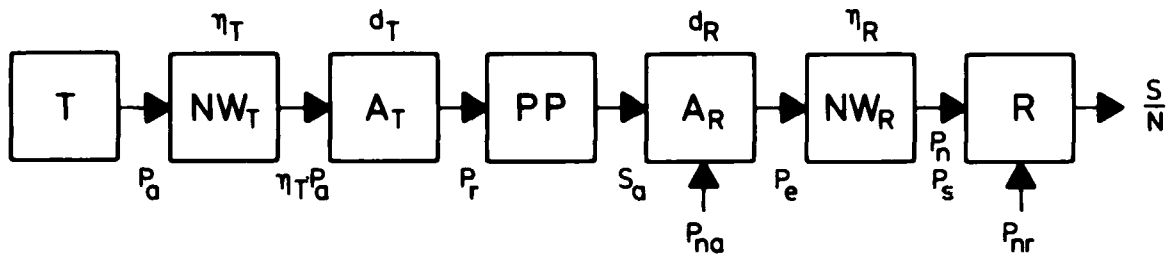 η_T d_T d_R η_R
T NW_T A_T PP A_R NW_R R S/N
P_a η_T·P_a P_r S_a P_e P_n
P_s
P_na P_nr